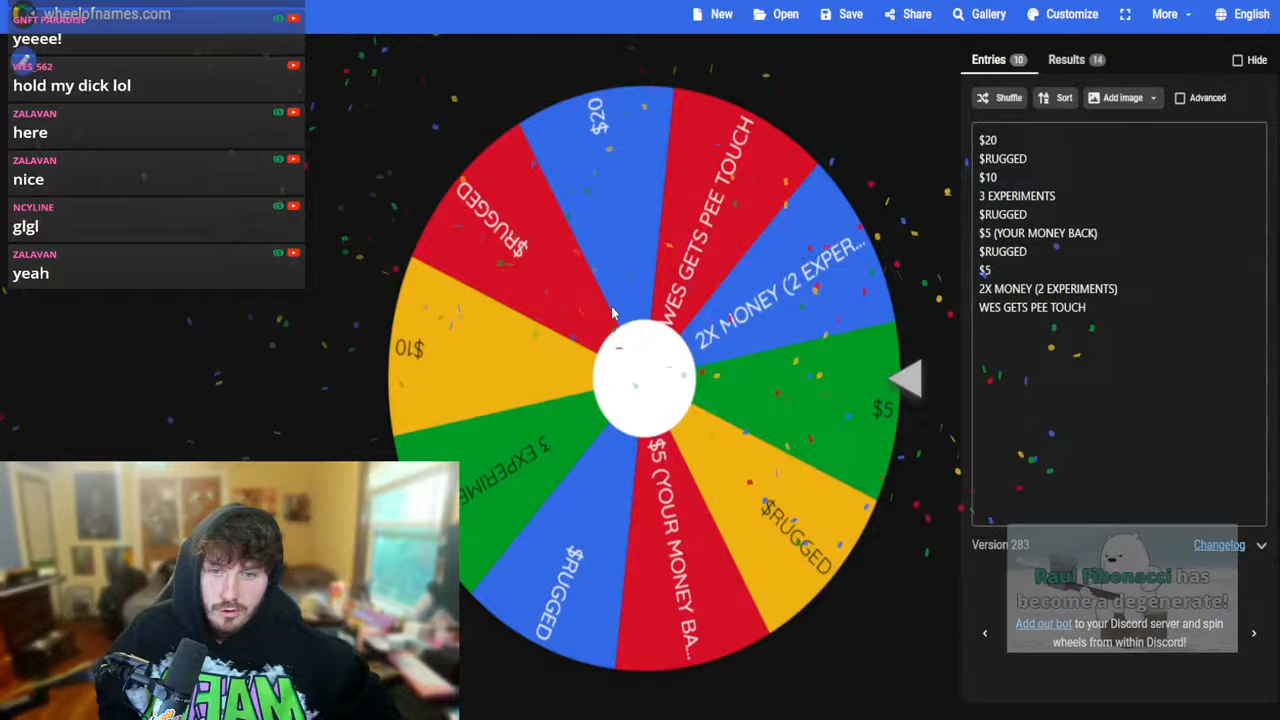 wheelofnames.com
New
Open
Save
Share
Gallery
Customize
More
English
GNFT PARADISE
yeeee!
WES_562
hold my dick lol
ZALAVAN
here
ZALAVAN
nice
NCYLINE
glgl
ZALAVAN
yeah
$20
WES GETS PEE TOUCH
2X MONEY (2 EXPER...
$5
$RUGGED
$5 (YOUR MONEY BA...
$RUGGED
3 EXPERIME
$10
$RUGGED
Entries 10
Results 14
Hide
Shuffle
Sort
Add image
Advanced
$20
$RUGGED
$10
3 EXPERIMENTS
$RUGGED
$5 (YOUR MONEY BACK)
$RUGGED
$5
2X MONEY (2 EXPERIMENTS)
WES GETS PEE TOUCH
Version 283
Changelog
Raul Fibonacci has
become a degenerate!
Add our bot to your Discord server and spin
wheels from within Discord!